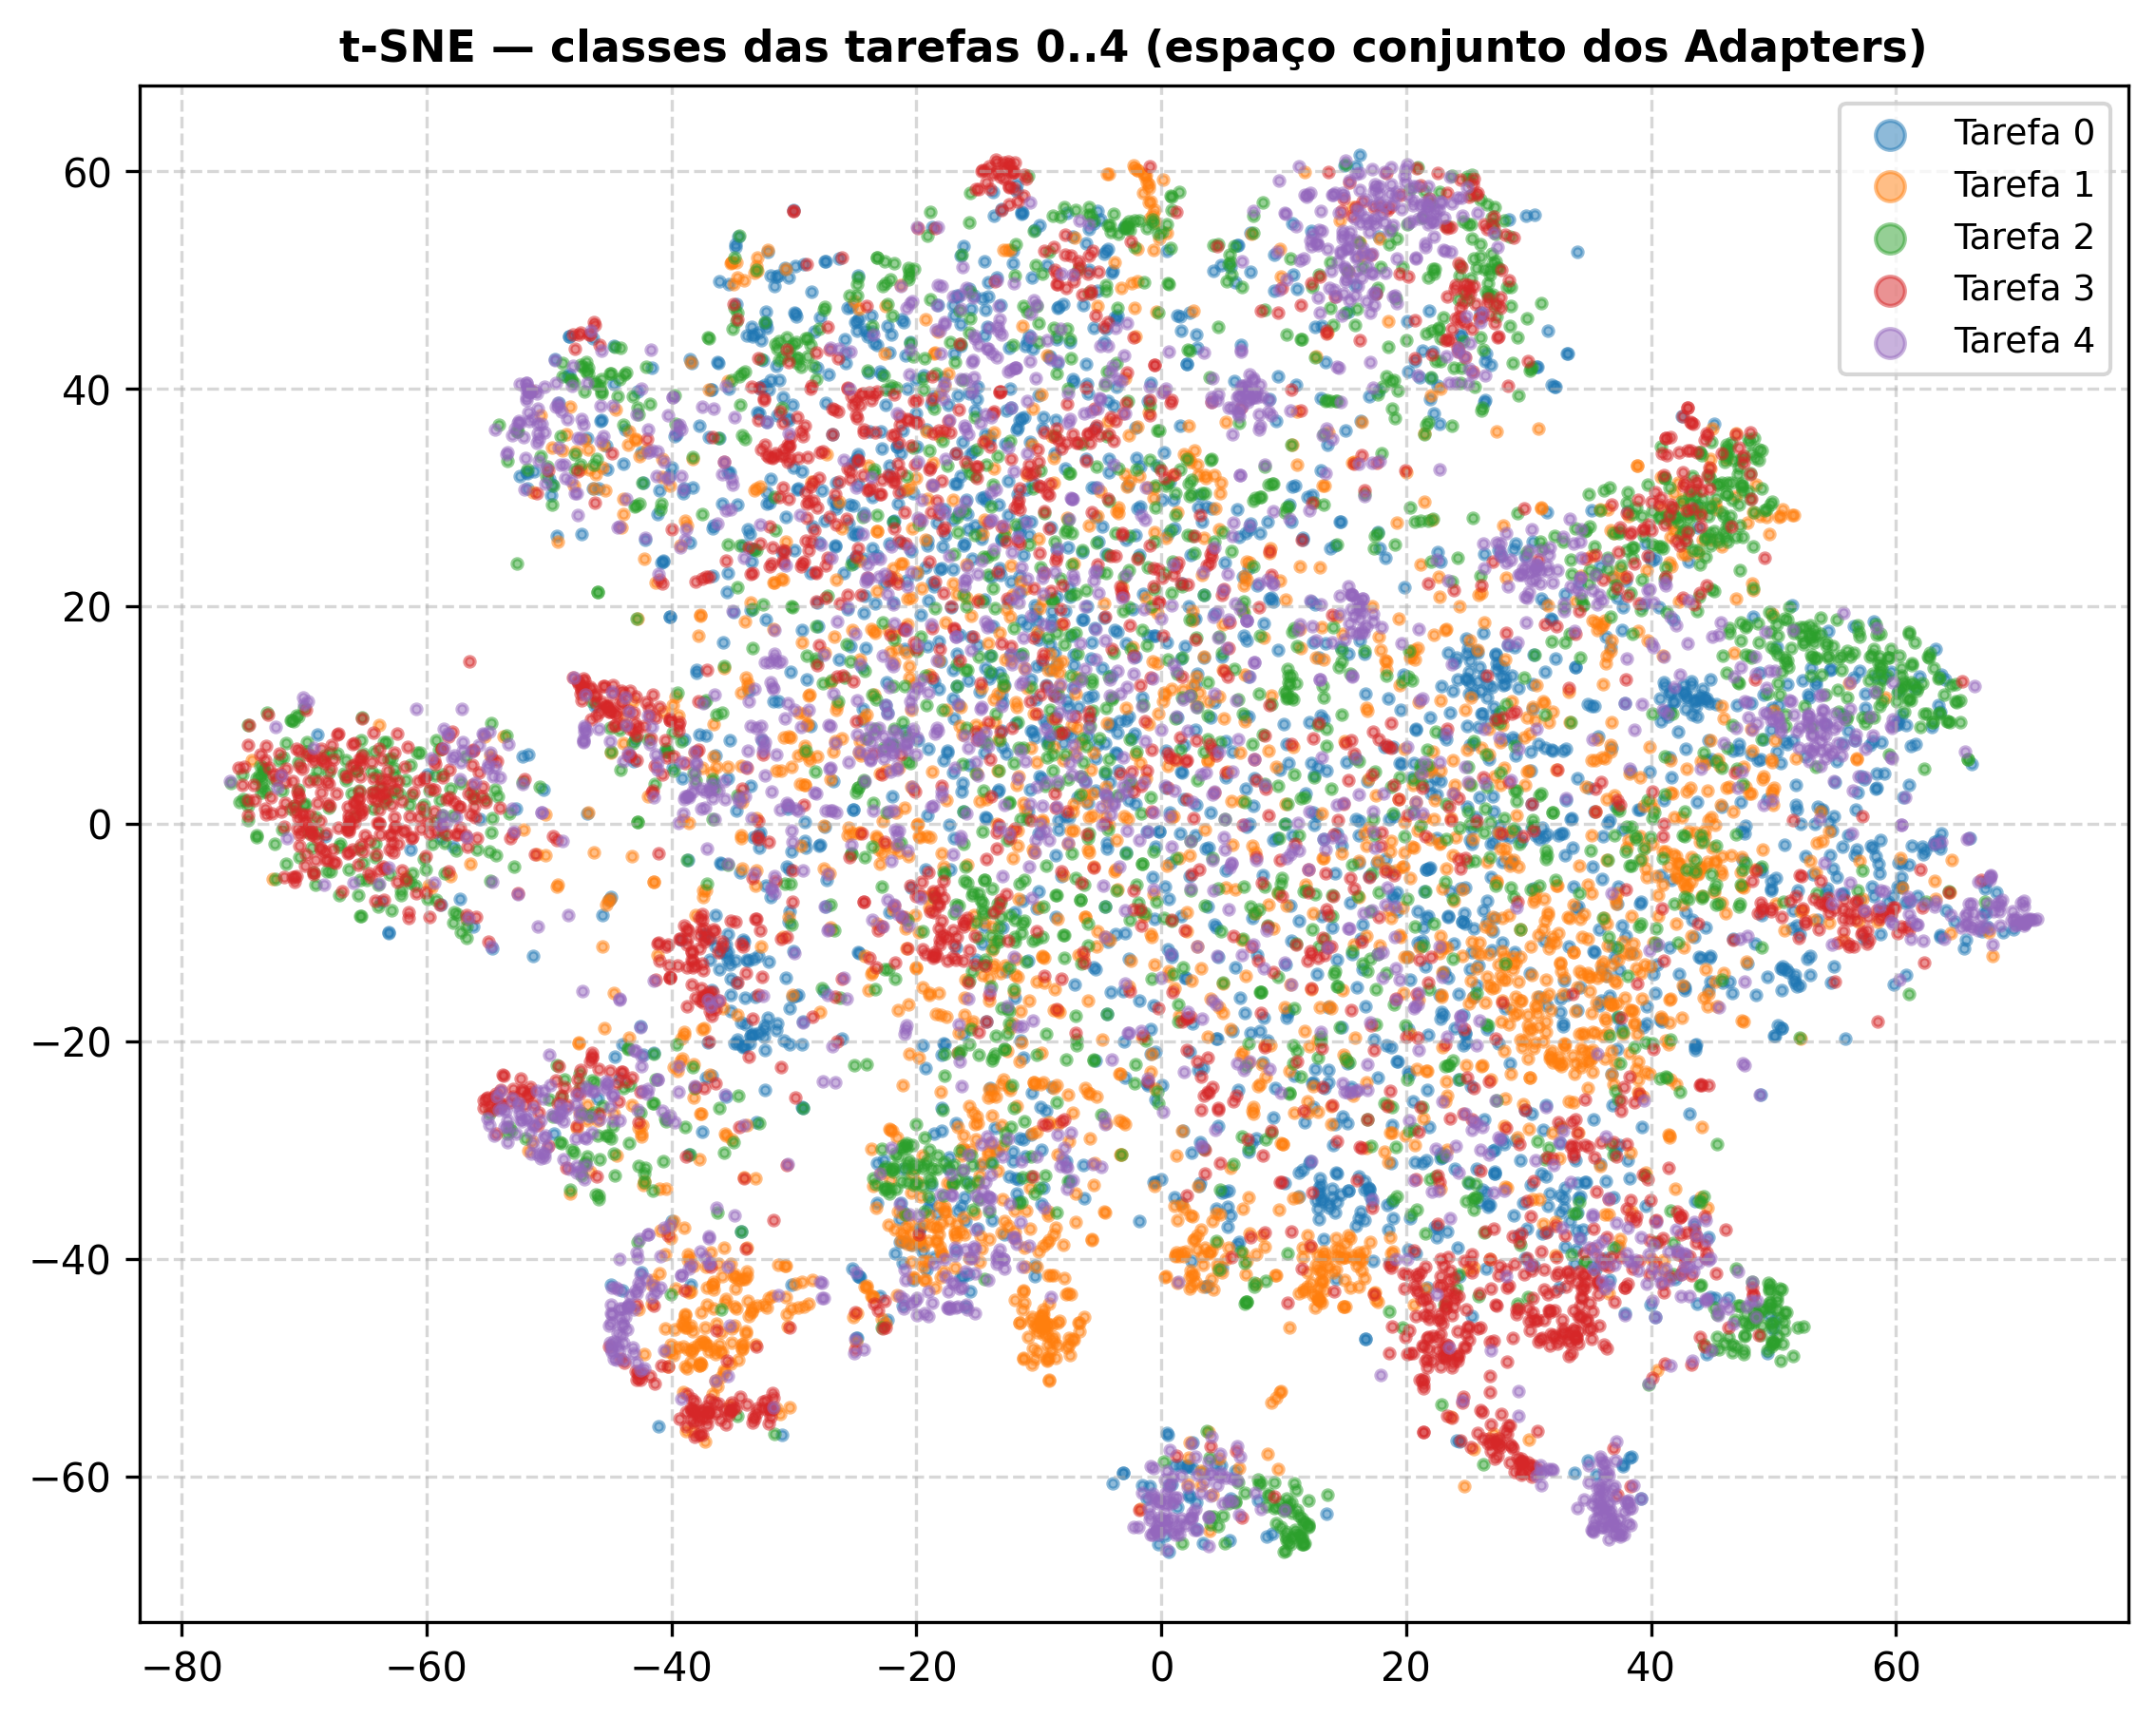 t-SNE — classes das tarefas 0..4 (espaço conjunto dos Adapters)
Tarefa 0
Tarefa 1
Tarefa 2
Tarefa 3
Tarefa 4
60
40
20
0
−20
−40
−60
−80 −60 −40 −20 0 20 40 60